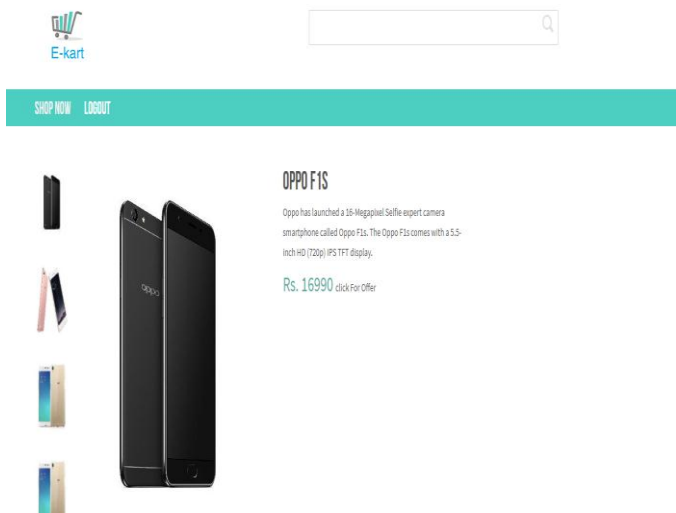 E-kart
SHOP NOW LOGOUT
OPPO F1S
Oppo has launched a 16-Megapixel Selfie expert camera
smartphone called Oppo F1s. The Oppo F1s comes with a 5.5-
inch HD (720p) IPS TFT display.
Rs. 16990 click For Offer
oppo